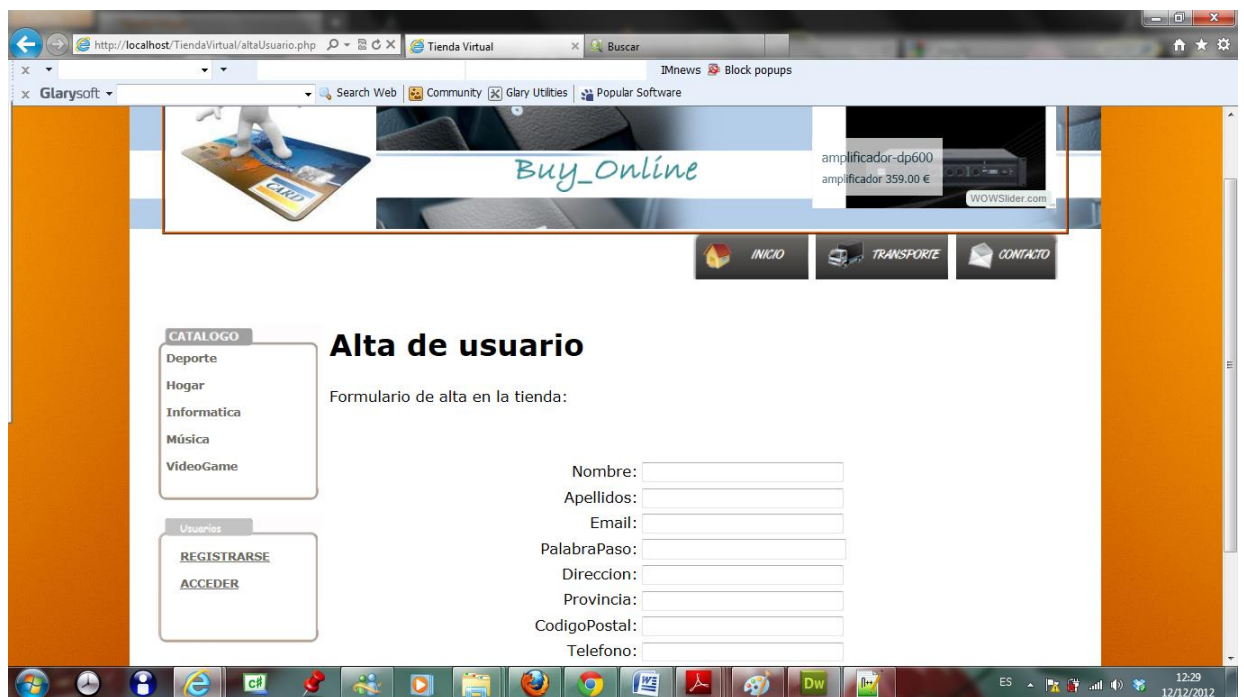 http://localhost/TiendaVirtual/altaUsuario.php
Tienda Virtual
Buscar
IMnews Block popups
Glarysoft
Search Web Community Glary Utilities Popular Software
CARD
Buy_Online
amplificador-dp600
amplificador 359.00 €
WOWSlider.com
INICIO TRANSPORTE CONTACTO
CATALOGO
Deporte
Hogar
Informatica
Música
VideoGame
Usuarios
REGISTRARSE
ACCEDER
Alta de usuario
Formulario de alta en la tienda:
Nombre:
Apellidos:
Email:
PalabraPaso:
Direccion:
Provincia:
CodigoPostal:
Telefono:
C#
Dw
ES
12:29
12/12/2012